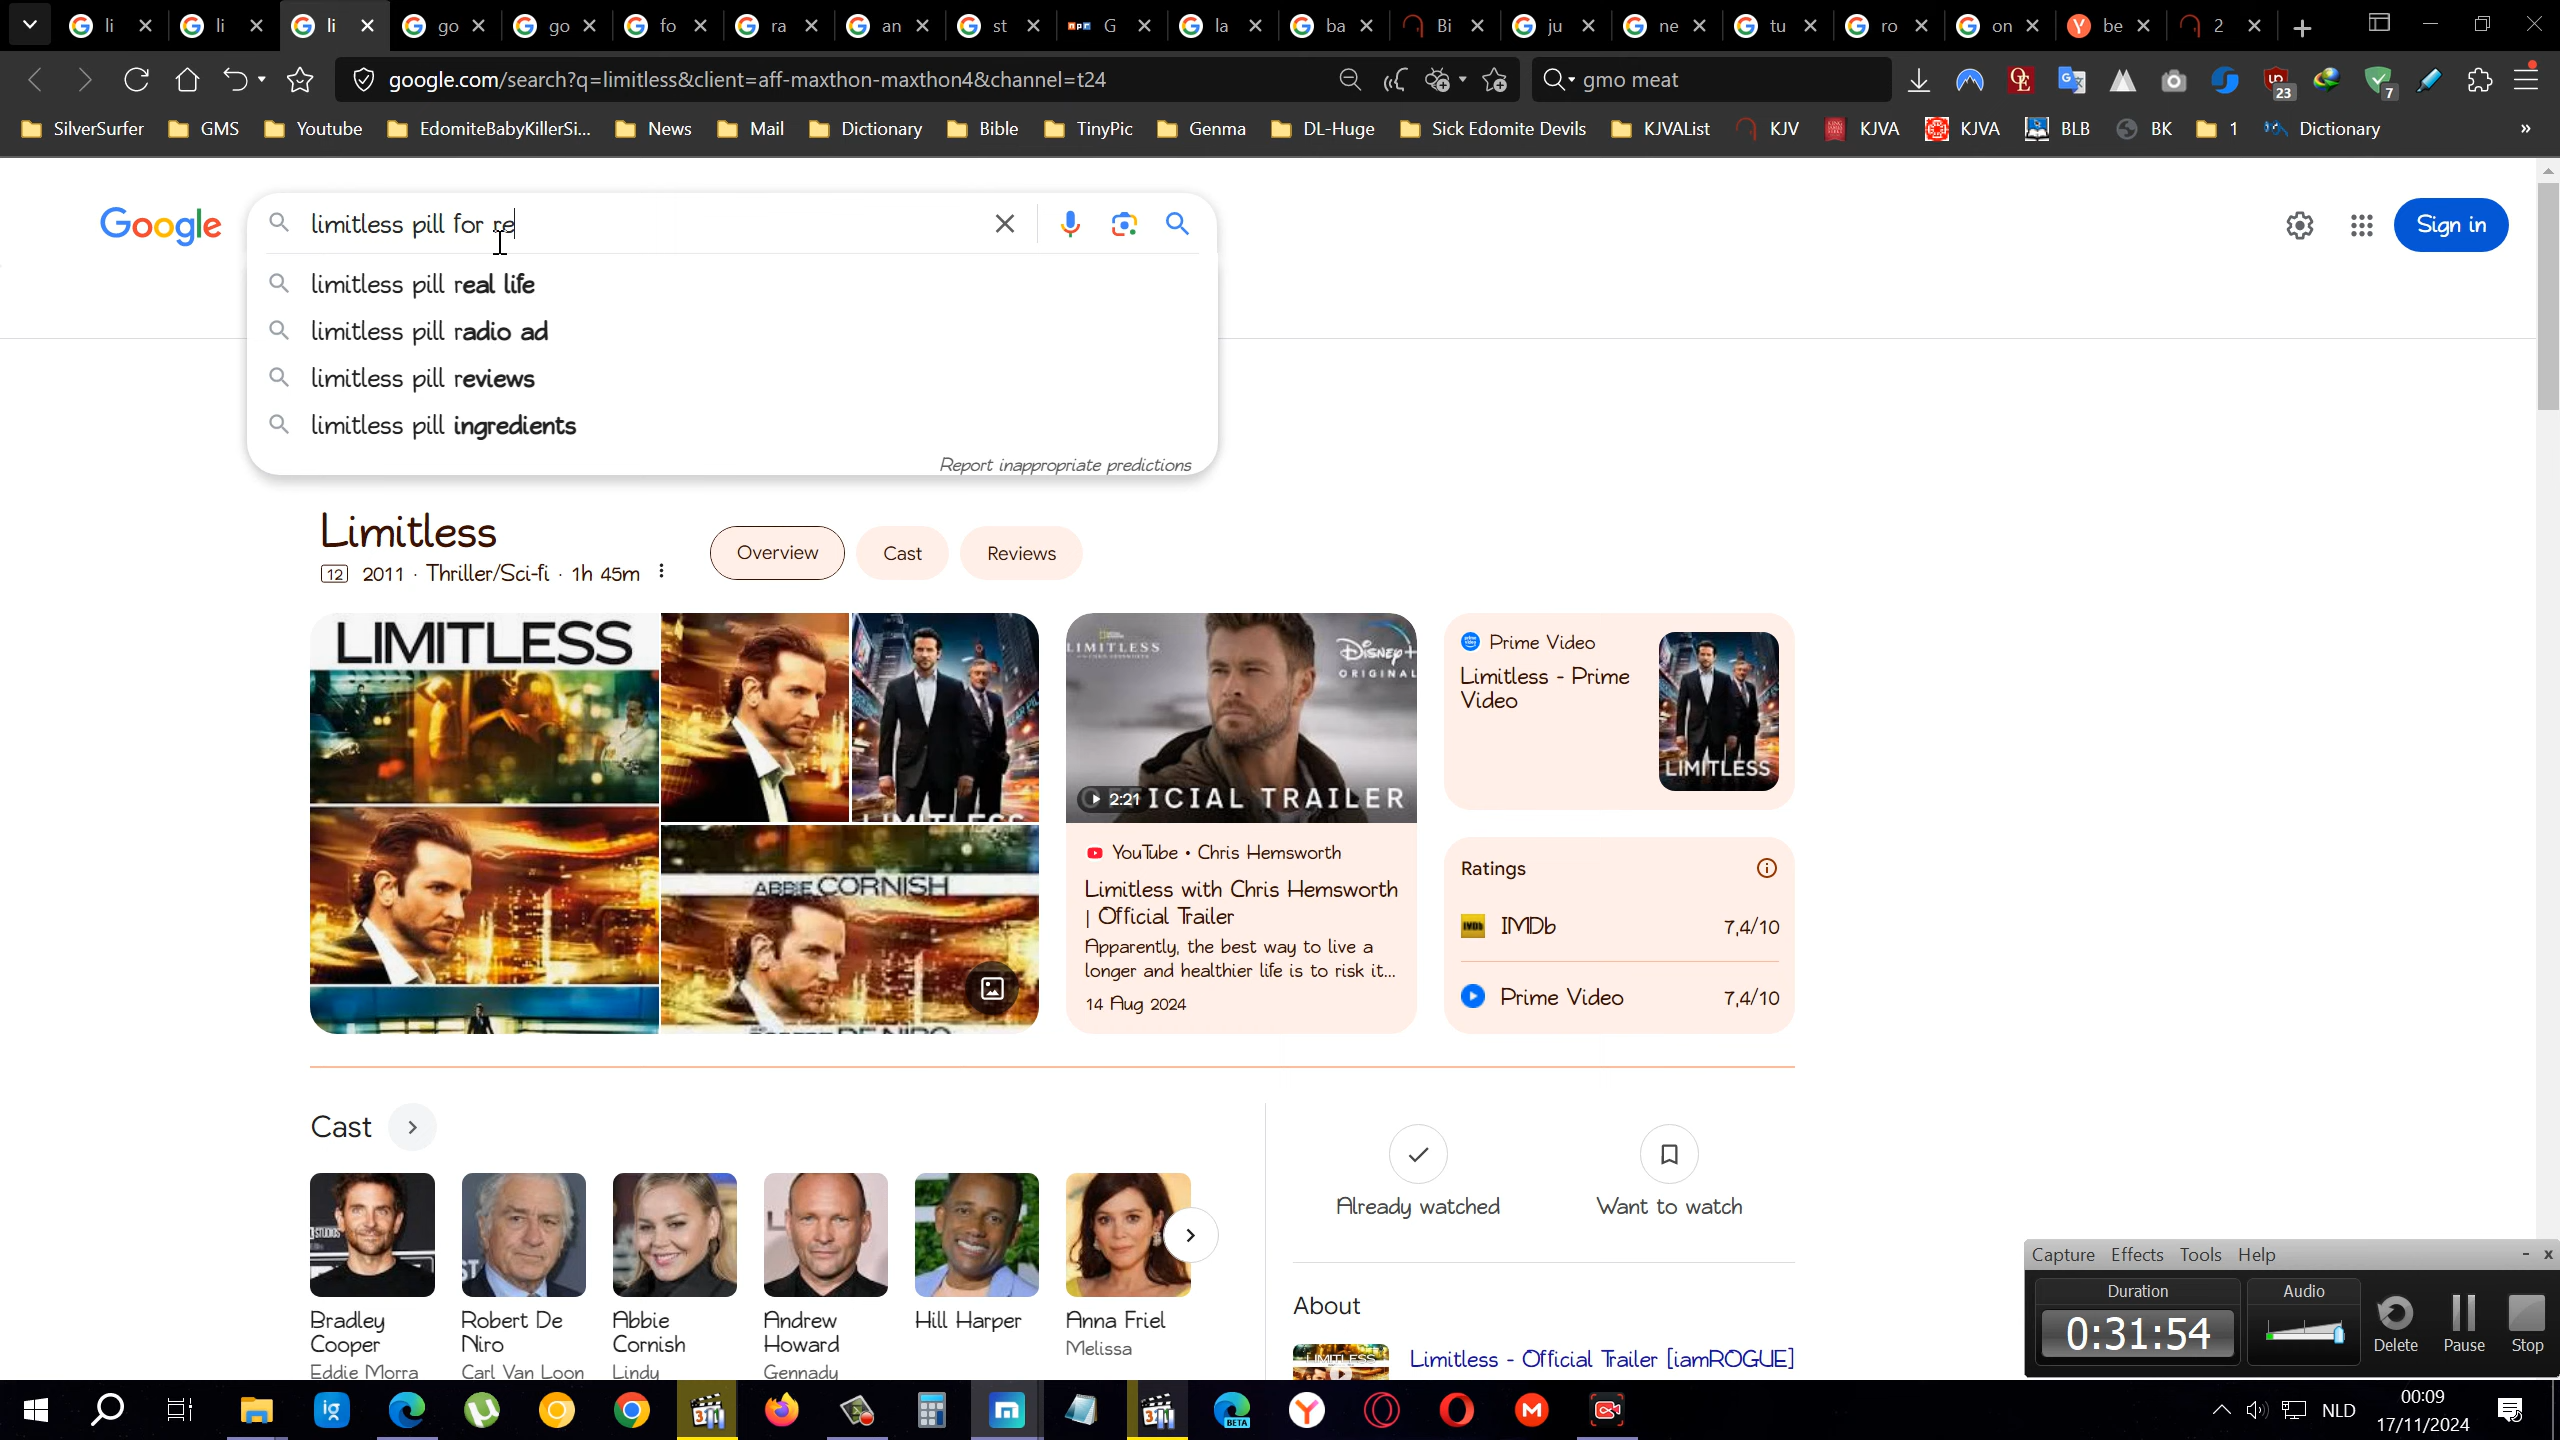 li
li
li
go
go
fo
ra
an
st
G
la
ba
Bi
ju
ne
tu
ro
on
be
2
google.com/search?q=limitless&client=aff-maxthon-maxthon4&channel=t24
gmo meat
23
7
SilverSurfer
GMS
Youtube
EdomiteBabyKillerSi...
News
Mail
Dictionary
Bible
TinyPic
Genma
DL-Huge
Sick Edomite Devils
KJVAList
KJV
KJVA
KJVA
BLB
BK
1
Dictionary
»
Google
limitless pill for re
Sign in
limitless pill real life
limitless pill radio ad
limitless pill reviews
limitless pill ingredients
Report inappropriate predictions
Limitless
12 2011 · Thriller/Sci-fi · 1h 45m
Overview
Cast
Reviews
LIMITLESS
LIMITLESS
ABBIE CORNISH
LIMITLESS
Disney+
ORIGINAL
2:21
ICIAL TRAILER
YouTube • Chris Hemsworth
Limitless with Chris Hemsworth
| Official Trailer
Apparently, the best way to live a
longer and healthier life is to risk it...
14 Aug 2024
Prime Video
Limitless - Prime
Video
LIMITLESS
Ratings
IMDb 7,4/10
Prime Video 7,4/10
Cast
Bradley
Cooper
Eddie Morra
Robert De
Niro
Carl Van Loon
Abbie
Cornish
Lindy
Andrew
Howard
Gennady
Hill Harper
Anna Friel
Melissa
Already watched
Want to watch
About
Limitless - Official Trailer [iamROGUE]
Capture Effects Tools Help
- x
Duration
0:31:54
Audio
Delete
Pause
Stop
BETA
NLD
00:09
17/11/2024